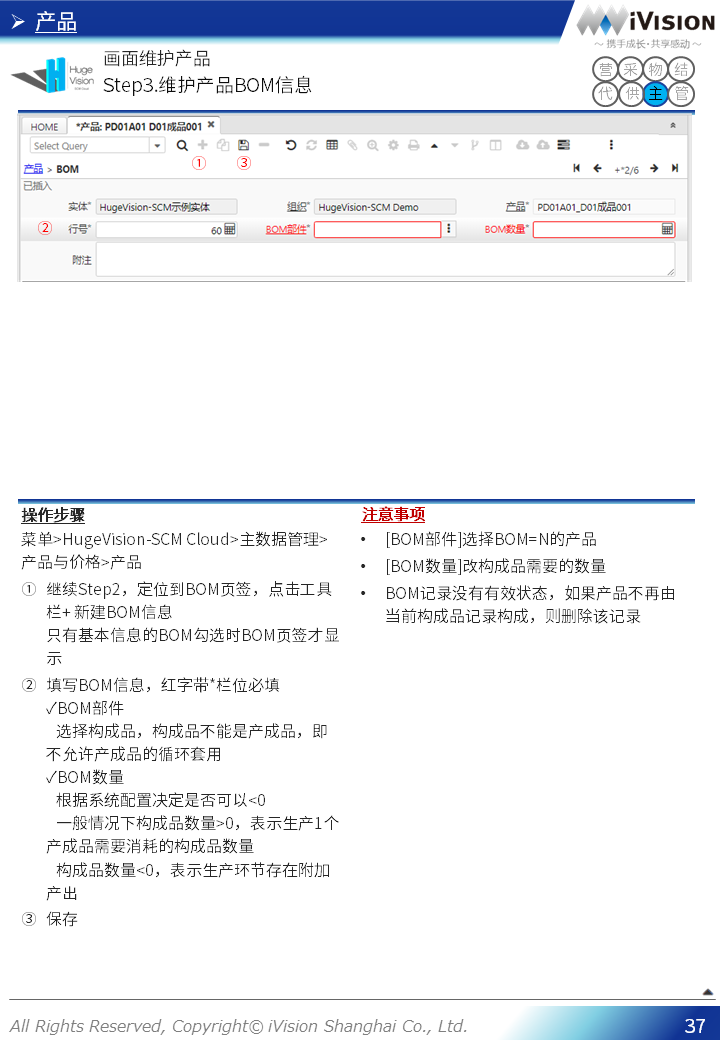 ➢ 产品
iVision
～ 携手成长·共享感动 ～
画面维护产品
Step3.维护产品BOM信息
Huge
Vision
营 采 物 结
代 供 主 管
HOME *产品: PD01A01 D01成品001
Select Query
① ③
产品 > BOM +*2/6
已插入
实体* HugeVision-SCM示例实体 组织* HugeVision-SCM Demo 产品* PD01A01_D01成品001
② 行号* 60 BOM部件* BOM数量*
附注
操作步骤
菜单>HugeVision-SCM Cloud>主数据管理>
产品与价格>产品
① 继续Step2，定位到BOM页签，点击工具
栏+ 新建BOM信息
只有基本信息的BOM勾选时BOM页签才显
示
② 填写BOM信息，红字带*栏位必填
✓BOM部件
选择构成品，构成品不能是产成品，即
不允许产成品的循环套用
✓BOM数量
根据系统配置决定是否可以<0
一般情况下构成品数量>0，表示生产1个
产成品需要消耗的构成品数量
构成品数量<0，表示生产环节存在附加
产出
③ 保存
注意事项
• [BOM部件]选择BOM=N的产品
• [BOM数量]改构成品需要的数量
• BOM记录没有有效状态，如果产品不再由
当前构成品记录构成，则删除该记录
All Rights Reserved, Copyright© iVision Shanghai Co., Ltd.
37